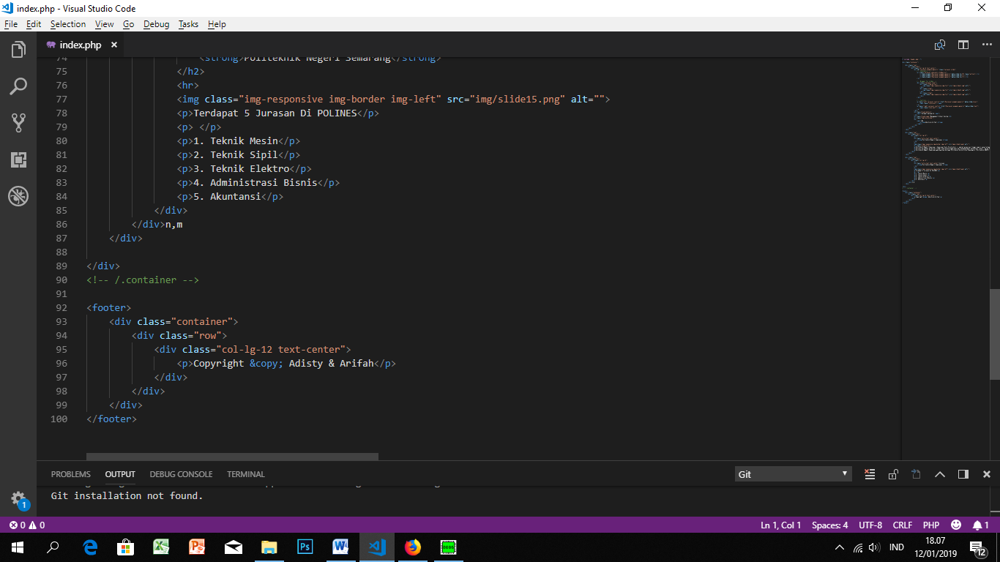 index.php - Visual Studio Code
File Edit Selection View Go Debug Tasks Help
index.php
74 <strong>Politeknik Negeri Semarang</strong>
75 </h2>
76 <hr>
77 <img class="img-responsive img-border img-left" src="img/slide15.png" alt="">
78 <p>Terdapat 5 Jurasan Di POLINES</p>
79 <p> </p>
80 <p>1. Teknik Mesin</p>
81 <p>2. Teknik Sipil</p>
82 <p>3. Teknik Elektro</p>
83 <p>4. Administrasi Bisnis</p>
84 <p>5. Akuntansi</p>
85 </div>
86 </div>n,m
87 </div>
88
89 </div>
90 <!-- /.container -->
91
92 <footer>
93 <div class="container">
94 <div class="row">
95 <div class="col-lg-12 text-center">
96 <p>Copyright &copy; Adisty & Arifah</p>
97 </div>
98 </div>
99 </div>
100 </footer>
PROBLEMS OUTPUT DEBUG CONSOLE TERMINAL Git
Git installation not found.
1
0 0 Ln 1, Col 1 Spaces: 4 UTF-8 CRLF PHP 1
IND 18.07
12/01/2019 12